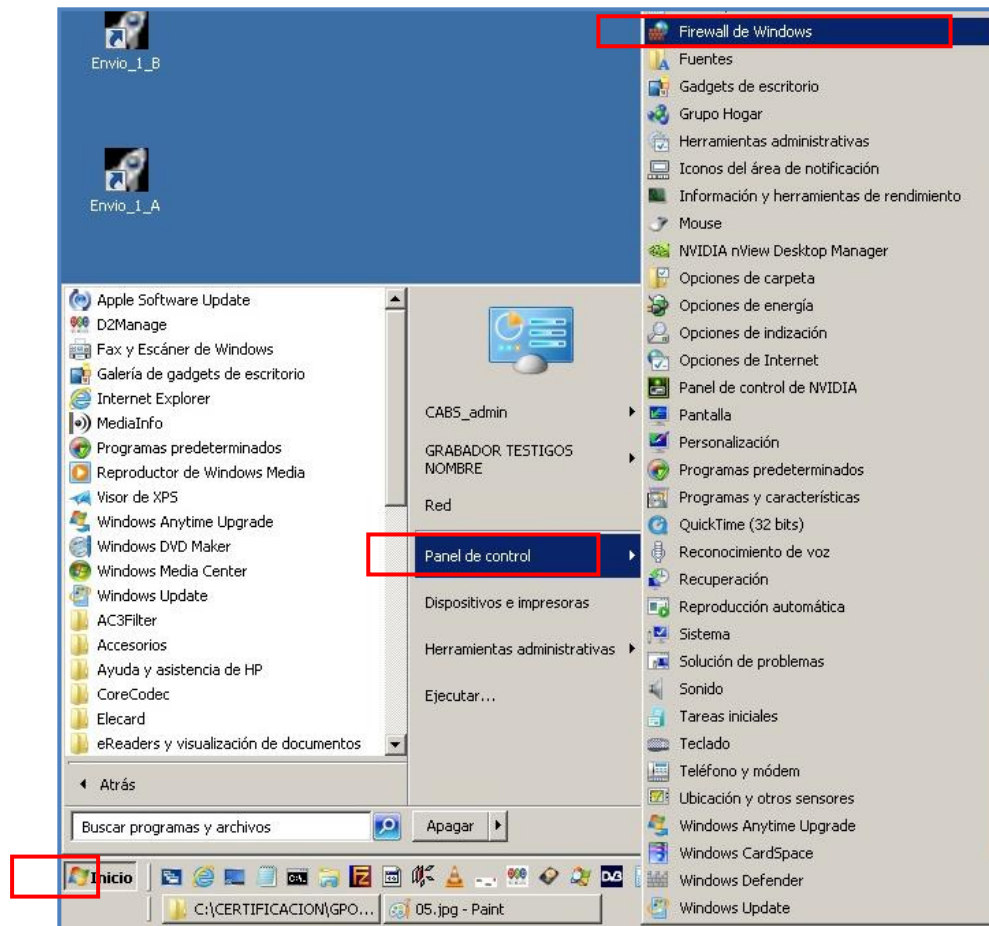 Envio_1_B
Envio_1_A
Apple Software Update
D2Manage
Fax y Escáner de Windows
Galería de gadgets de escritorio
Internet Explorer
MediaInfo
Programas predeterminados
Reproductor de Windows Media
Visor de XPS
Windows Anytime Upgrade
Windows DVD Maker
Windows Media Center
Windows Update
AC3Filter
Accesorios
Ayuda y asistencia de HP
CoreCodec
Elecard
eReaders y visualización de documentos
Atrás
Buscar programas y archivos
CABS_admin
GRABADOR TESTIGOS
NOMBRE
Red
Panel de control
Dispositivos e impresoras
Herramientas administrativas
Ejecutar...
Apagar
Firewall de Windows
Fuentes
Gadgets de escritorio
Grupo Hogar
Herramientas administrativas
Iconos del área de notificación
Información y herramientas de rendimiento
Mouse
NVIDIA nView Desktop Manager
Opciones de carpeta
Opciones de energía
Opciones de indización
Opciones de Internet
Panel de control de NVIDIA
Pantalla
Personalización
Programas predeterminados
Programas y características
QuickTime (32 bits)
Reconocimiento de voz
Recuperación
Reproducción automática
Sistema
Solución de problemas
Sonido
Tareas iniciales
Teclado
Teléfono y módem
Ubicación y otros sensores
Windows Anytime Upgrade
Windows CardSpace
Windows Defender
Windows Update
Inicio
C:\CERTIFICACION\GPO...
05.jpg - Paint